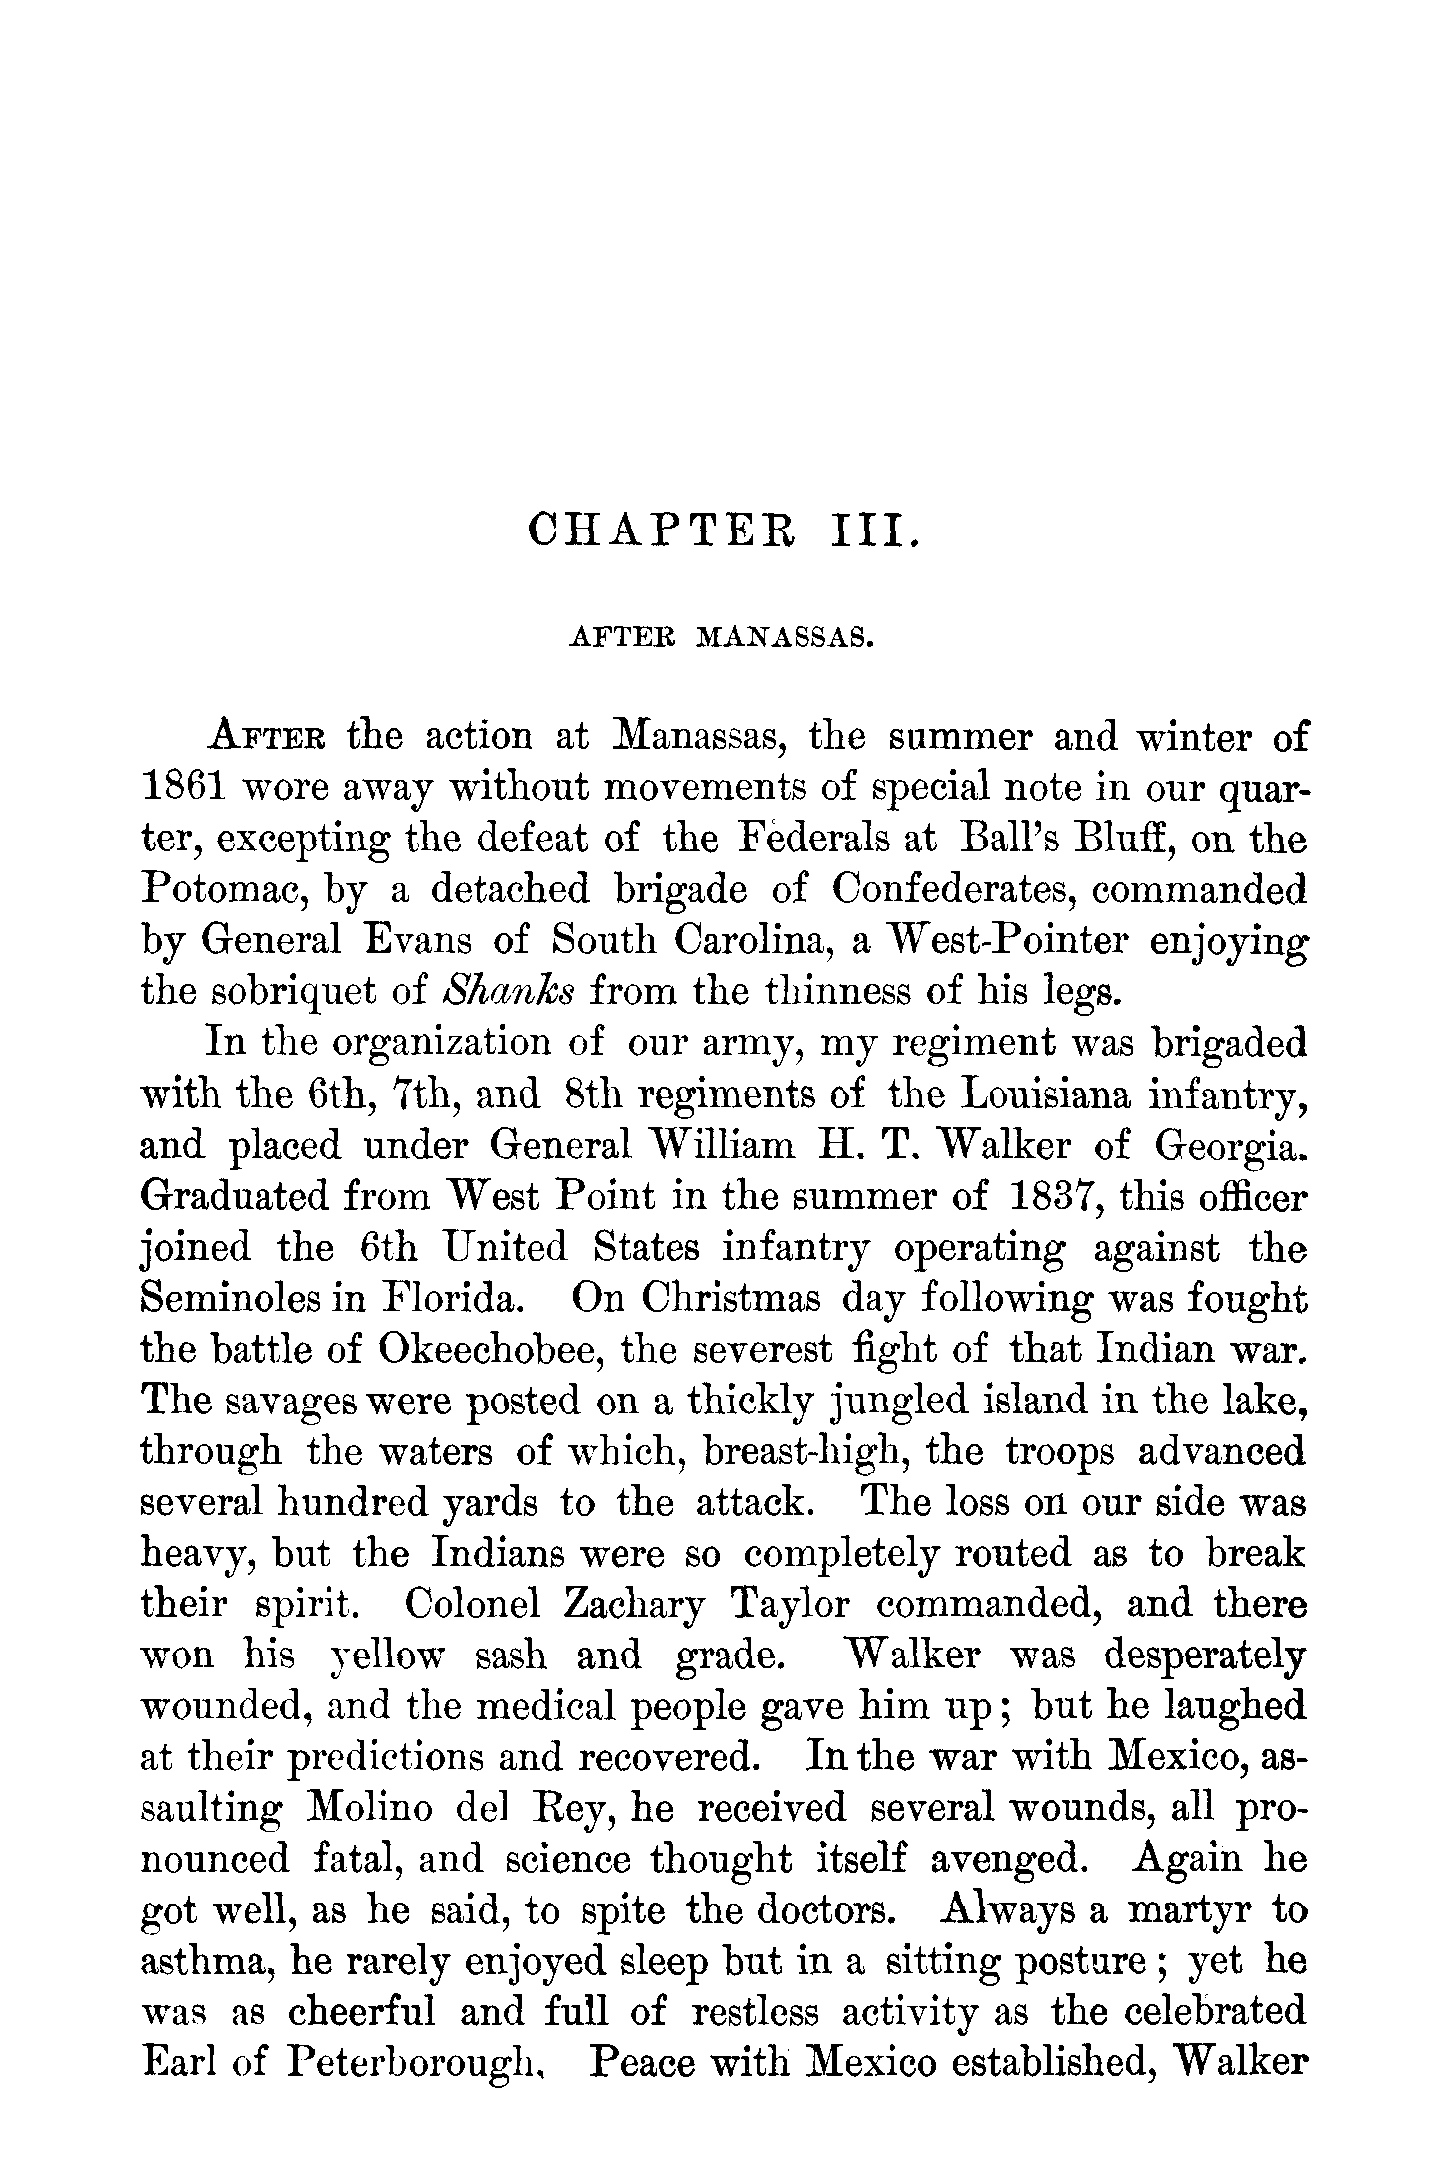 CHAPTER III.
AFTER MANASSAS.
AFTER the action at Manassas, the summer and winter of
1861 wore away without movements of special note in our quar-
ter, excepting the defeat of the Federals at Ball's Bluff, on the
Potomac, by a detached brigade of Confederates, commanded
by General Evans of South Carolina, a West-Pointer enjoying
the sobriquet of Shanks from the thinness of his legs.
In the organization of our army, my regiment was brigaded
with the 6th, 7th, and 8th regiments of the Louisiana infantry,
and placed under General William H. T. Walker of Georgia.
Graduated from West Point in the summer of 1837, this officer
joined the 6th United States infantry operating against the
Seminoles in Florida. On Christmas day following was fought
the battle of Okeechobee, the severest fight of that Indian war.
The savages were posted on a thickly jungled island in the lake,
through the waters of which, breast-high, the troops advanced
several hundred yards to the attack. The loss on our side was
heavy, but the Indians were so completely routed as to break
their spirit. Colonel Zachary Taylor commanded, and there
won his yellow sash and grade. Walker was desperately
wounded, and the medical people gave him up; but he laughed
at their predictions and recovered. In the war with Mexico, as-
saulting Molino del Rey, he received several wounds, all pro-
nounced fatal, and science thought itself avenged. Again he
got well, as he said, to spite the doctors. Always a martyr to
asthma, he rarely enjoyed sleep but in a sitting posture; yet he
was as cheerful and full of restless activity as the celebrated
Earl of Peterborough. Peace with Mexico established, Walker